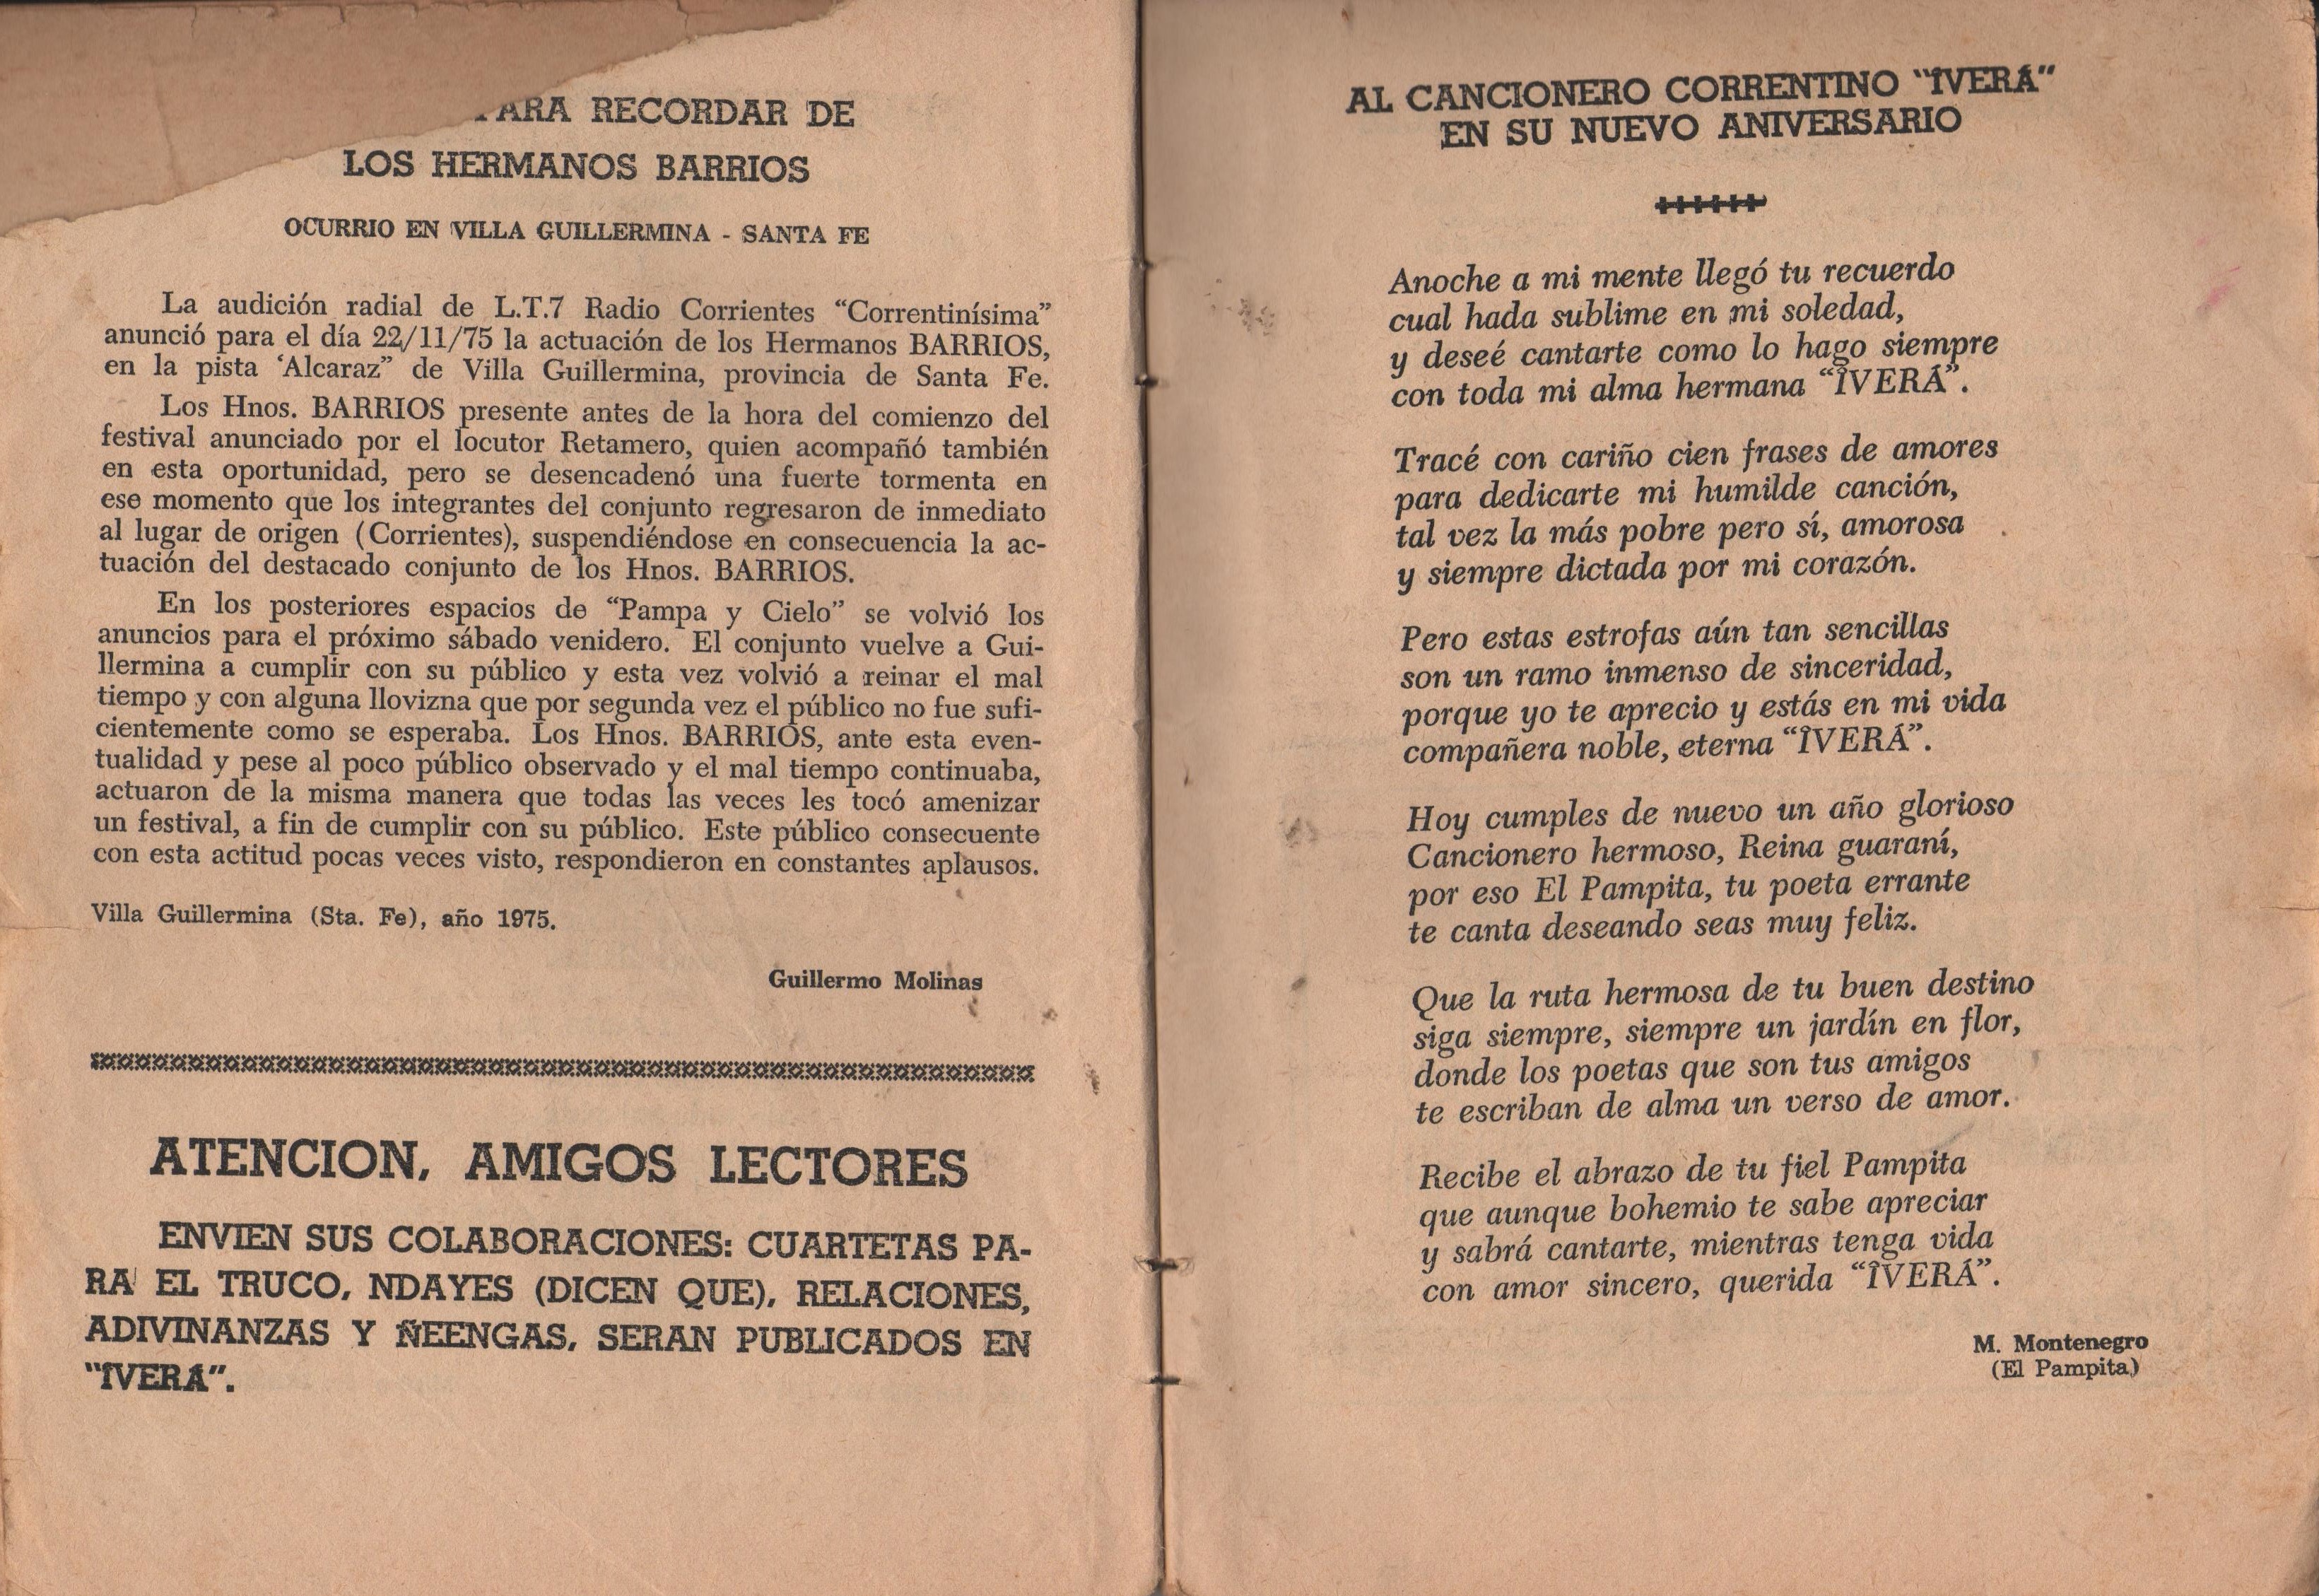 PARA RECORDAR DE
LOS HERMANOS BARRIOS
OCURRIO EN VILLA GUILLERMINA - SANTA FE
La audición radial de L.T.7 Radio Corrientes “Correntinísima”
anunció para el día 22/11/75 la actuación de los Hermanos BARRIOS,
en la pista ‘Alcaraz” de Villa Guillermina, provincia de Santa Fe.
Los Hnos. BARRIOS presente antes de la hora del comienzo del
festival anunciado por el locutor Retamero, quien acompañó también
en esta oportunidad, pero se desencadenó una fuerte tormenta en
ese momento que los integrantes del conjunto regresaron de inmediato
al lugar de origen (Corrientes), suspendiéndose en consecuencia la ac-
tuación del destacado conjunto de los Hnos. BARRIOS.
En los posteriores espacios de “Pampa y Cielo” se volvió los
anuncios para el próximo sábado venidero. El conjunto vuelve a Gui-
llermina a cumplir con su público y esta vez volvió a reinar el mal
tiempo y con alguna llovizna que por segunda vez el público no fue sufi-
cientemente como se esperaba. Los Hnos. BARRIOS, ante esta even-
tualidad y pese al poco público observado y el mal tiempo continuaba,
actuaron de la misma manera que todas las veces les tocó amenizar
un festival, a fin de cumplir con su público. Este público consecuente
con esta actitud pocas veces visto, respondieron en constantes aplausos.
Villa Guillermina (Sta. Fe), año 1975.
Guillermo Molinas
ATENCION, AMIGOS LECTORES
ENVIEN SUS COLABORACIONES: CUARTETAS PA-
RA EL TRUCO, NDAYES (DICEN QUE), RELACIONES,
ADIVINANZAS Y ÑEENGAS, SERAN PUBLICADOS EN
“ÎVERÁ”.
AL CANCIONERO CORRENTINO “ÎVERÁ”
EN SU NUEVO ANIVERSARIO
Anoche a mi mente llegó tu recuerdo
cual hada sublime en mi soledad,
y deseé cantarte como lo hago siempre
con toda mi alma hermana “ÎVERÁ”.
Tracé con cariño cien frases de amores
para dedicarte mi humilde canción,
tal vez la más pobre pero sí, amorosa
y siempre dictada por mi corazón.
Pero estas estrofas aún tan sencillas
son un ramo inmenso de sinceridad,
porque yo te aprecio y estás en mi vida
compañera noble, eterna “ÎVERÁ”.
Hoy cumples de nuevo un año glorioso
Cancionero hermoso, Reina guaraní,
por eso El Pampita, tu poeta errante
te canta deseando seas muy feliz.
Que la ruta hermosa de tu buen destino
siga siempre, siempre un jardín en flor,
donde los poetas que son tus amigos
te escriban de alma un verso de amor.
Recibe el abrazo de tu fiel Pampita
que aunque bohemio te sabe apreciar
y sabrá cantarte, mientras tenga vida
con amor sincero, querida “ÎVERÁ”.
M. Montenegro
(El Pampita)